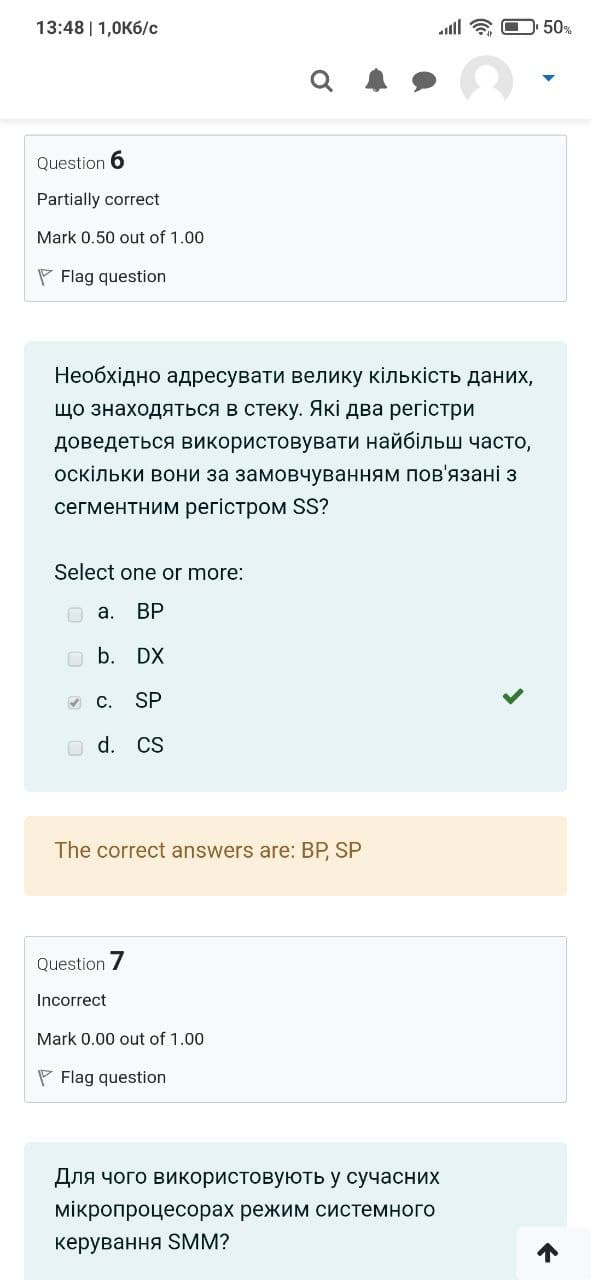 13:48 | 1,0Кб/с 50%
Question 6
Partially correct
Mark 0.50 out of 1.00
Flag question
Необхідно адресувати велику кількість даних,
що знаходяться в стеку. Які два регістри
доведеться використовувати найбільш часто,
оскільки вони за замовчуванням пов'язані з
сегментним регістром SS?
Select one or more:
a. BP
b. DX
c. SP
d. CS
The correct answers are: BP, SP
Question 7
Incorrect
Mark 0.00 out of 1.00
Flag question
Для чого використовують у сучасних
мікропроцесорах режим системного
керування SMM?